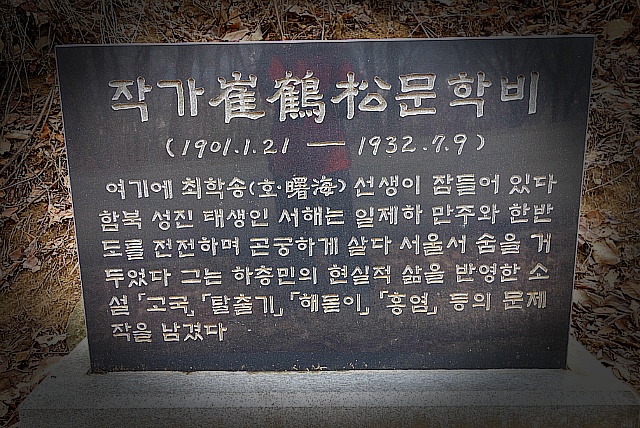 작가崔鶴松문학비
(1901.1.21 — 1932.7.9)
여기에 최학송(호·曙海) 선생이 잠들어 있다
함북 성진 태생인 서해는 일제하 만주와 한반
도를 전전하며 곤궁하게 살다 서울서 숨을 거
두었다 그는 하층민의 현실적 삶을 반영한 소
설「고국」「탈출기」「해돋이」「홍염」 등의 문제
작을 남겼다